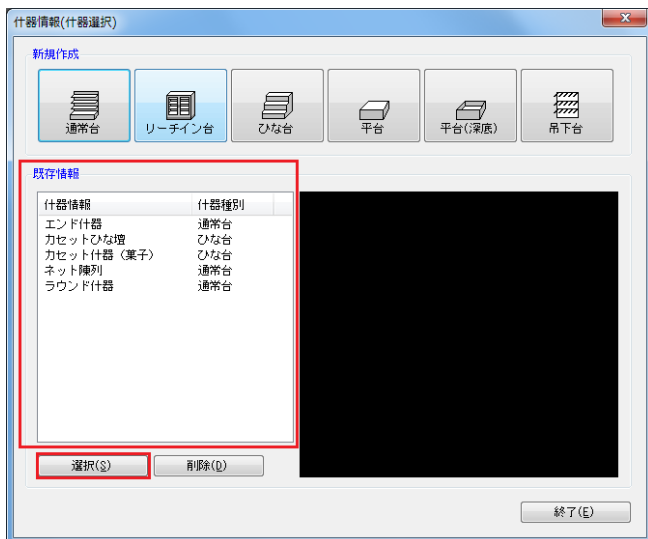 什器情報(什器選択)
新規作成
通常台 リーチイン台 ひな台 平台 平台(深底) 吊下台
既存情報
什器情報 什器種別
エンド什器 通常台
カセットひな壇 ひな台
カセット什器（菓子） ひな台
ネット陳列 通常台
ラウンド什器 通常台
選択(S) 削除(D)
終了(E)